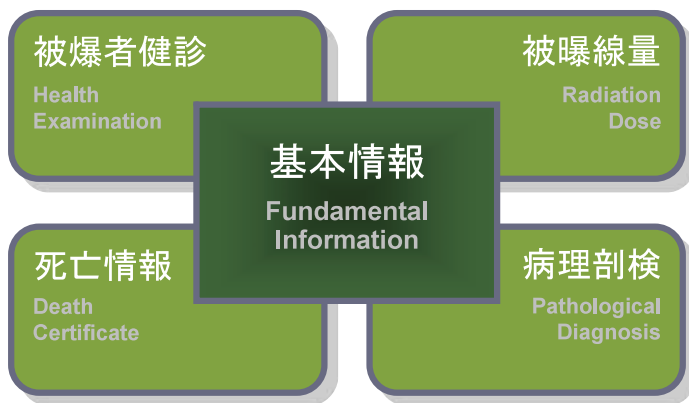 被爆者健診
Health
Examination
被曝線量
Radiation
Dose
基本情報
Fundamental
Information
死亡情報
Death
Certificate
病理剖検
Pathological
Diagnosis